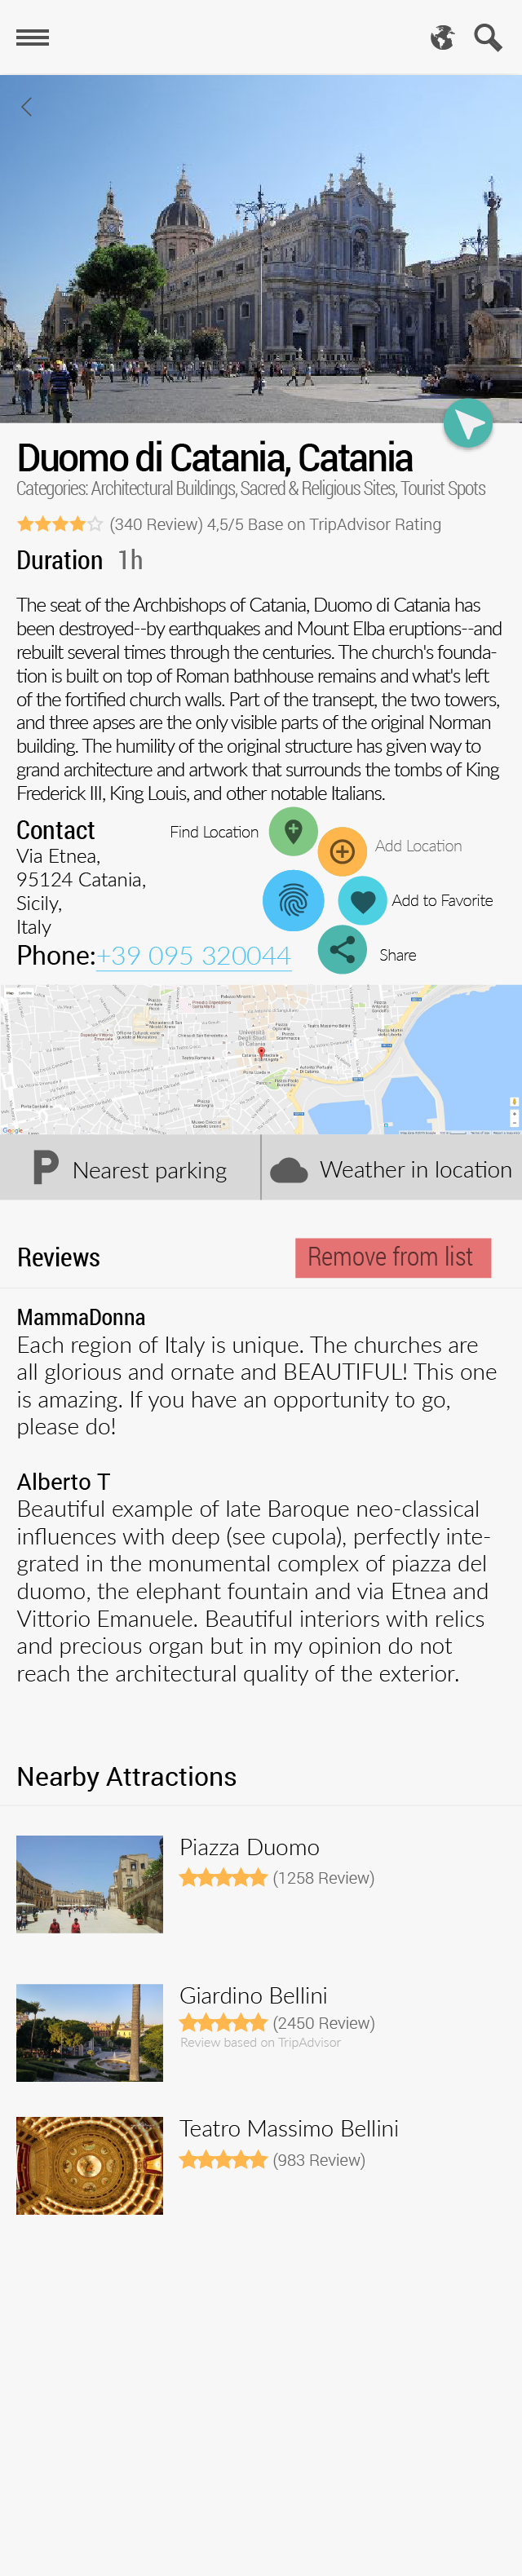 Duomo di Catania, Catania
Categories: Architectural Buildings, Sacred & Religious Sites, Tourist Spots
(340 Review) 4,5/5 Base on TripAdvisor Rating
Duration 1h
The seat of the Archbishops of Catania, Duomo di Catania has
been destroyed--by earthquakes and Mount Elba eruptions--and
rebuilt several times through the centuries. The church's founda-
tion is built on top of Roman bathhouse remains and what's left
of the fortified church walls. Part of the transept, the two towers,
and three apses are the only visible parts of the original Norman
building. The humility of the original structure has given way to
grand architecture and artwork that surrounds the tombs of King
Frederick III, King Louis, and other notable Italians.
Contact
Via Etnea,
95124 Catania,
Sicily,
Italy
Phone:+39 095 320044
Find Location
Add Location
Add to Favorite
Share
Google
P Nearest parking
Weather in location
Reviews
Remove from list
MammaDonna
Each region of Italy is unique. The churches are
all glorious and ornate and BEAUTIFUL! This one
is amazing. If you have an opportunity to go,
please do!
Alberto T
Beautiful example of late Baroque neo-classical
influences with deep (see cupola), perfectly inte-
grated in the monumental complex of piazza del
duomo, the elephant fountain and via Etnea and
Vittorio Emanuele. Beautiful interiors with relics
and precious organ but in my opinion do not
reach the architectural quality of the exterior.
Nearby Attractions
Piazza Duomo
(1258 Review)
Giardino Bellini
(2450 Review)
Review based on TripAdvisor
Teatro Massimo Bellini
(983 Review)